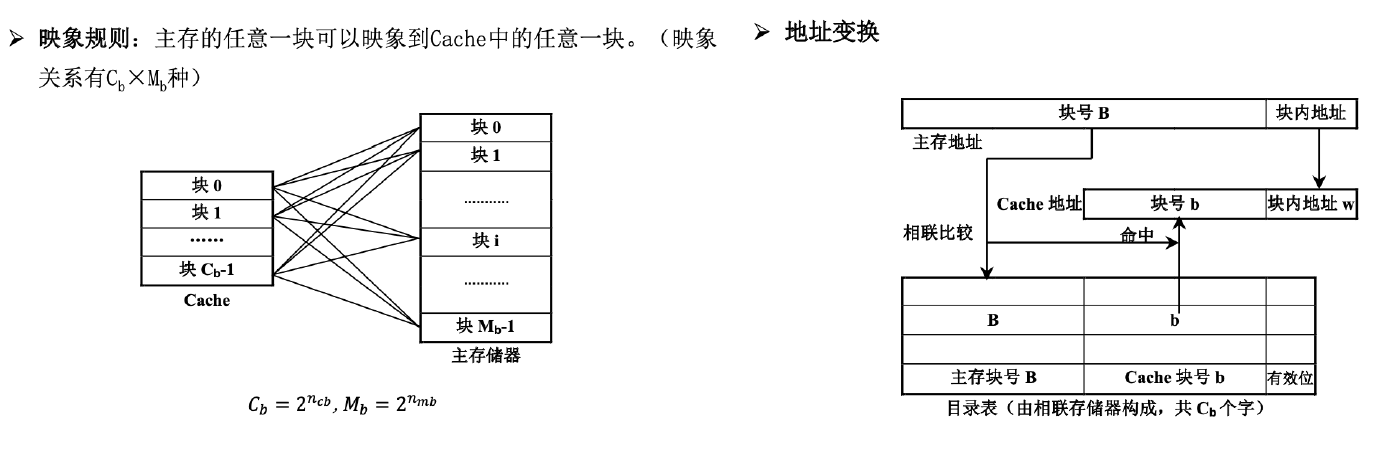 ➢ 映象规则：主存的任意一块可以映象到Cache中的任意一块。（映象
关系有C_b×M_b种）
块 0
块 1
······
块 C_b-1
Cache
块 0
块 1
...........
块 i
...........
块 M_b-1
主存储器
C_b = 2^{n_{cb}}, M_b = 2^{n_{mb}}
➢ 地址变换
块号 B 块内地址
主存地址
Cache 地址 块号 b 块内地址 w
相联比较 命中
B b
主存块号 B Cache 块号 b 有效位
目录表（由相联存储器构成，共 C_b 个字）